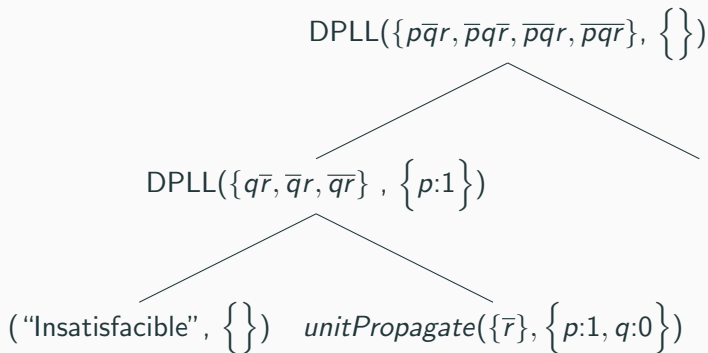 DPLL({pq̅r, p̅qr̅, p̅q̅r, p̅q̅r̅}, {})
DPLL({qr̅, q̅r, q̅r̅} , {p:1})
(“Insatisfacible”, {}) unitPropagate({r̅}, {p:1, q:0})